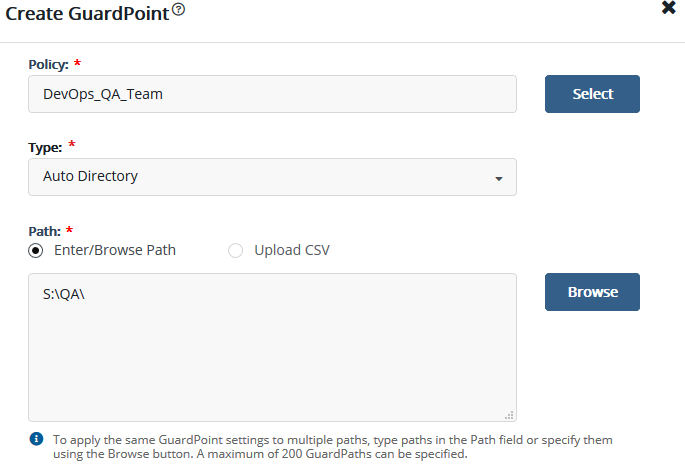 Create GuardPoint
Policy: *
DevOps_QA_Team
Select
Type: *
Auto Directory
Path: *
Enter/Browse Path
Upload CSV
S:\QA\
Browse
To apply the same GuardPoint settings to multiple paths, type paths in the Path field or specify them
using the Browse button. A maximum of 200 GuardPaths can be specified.